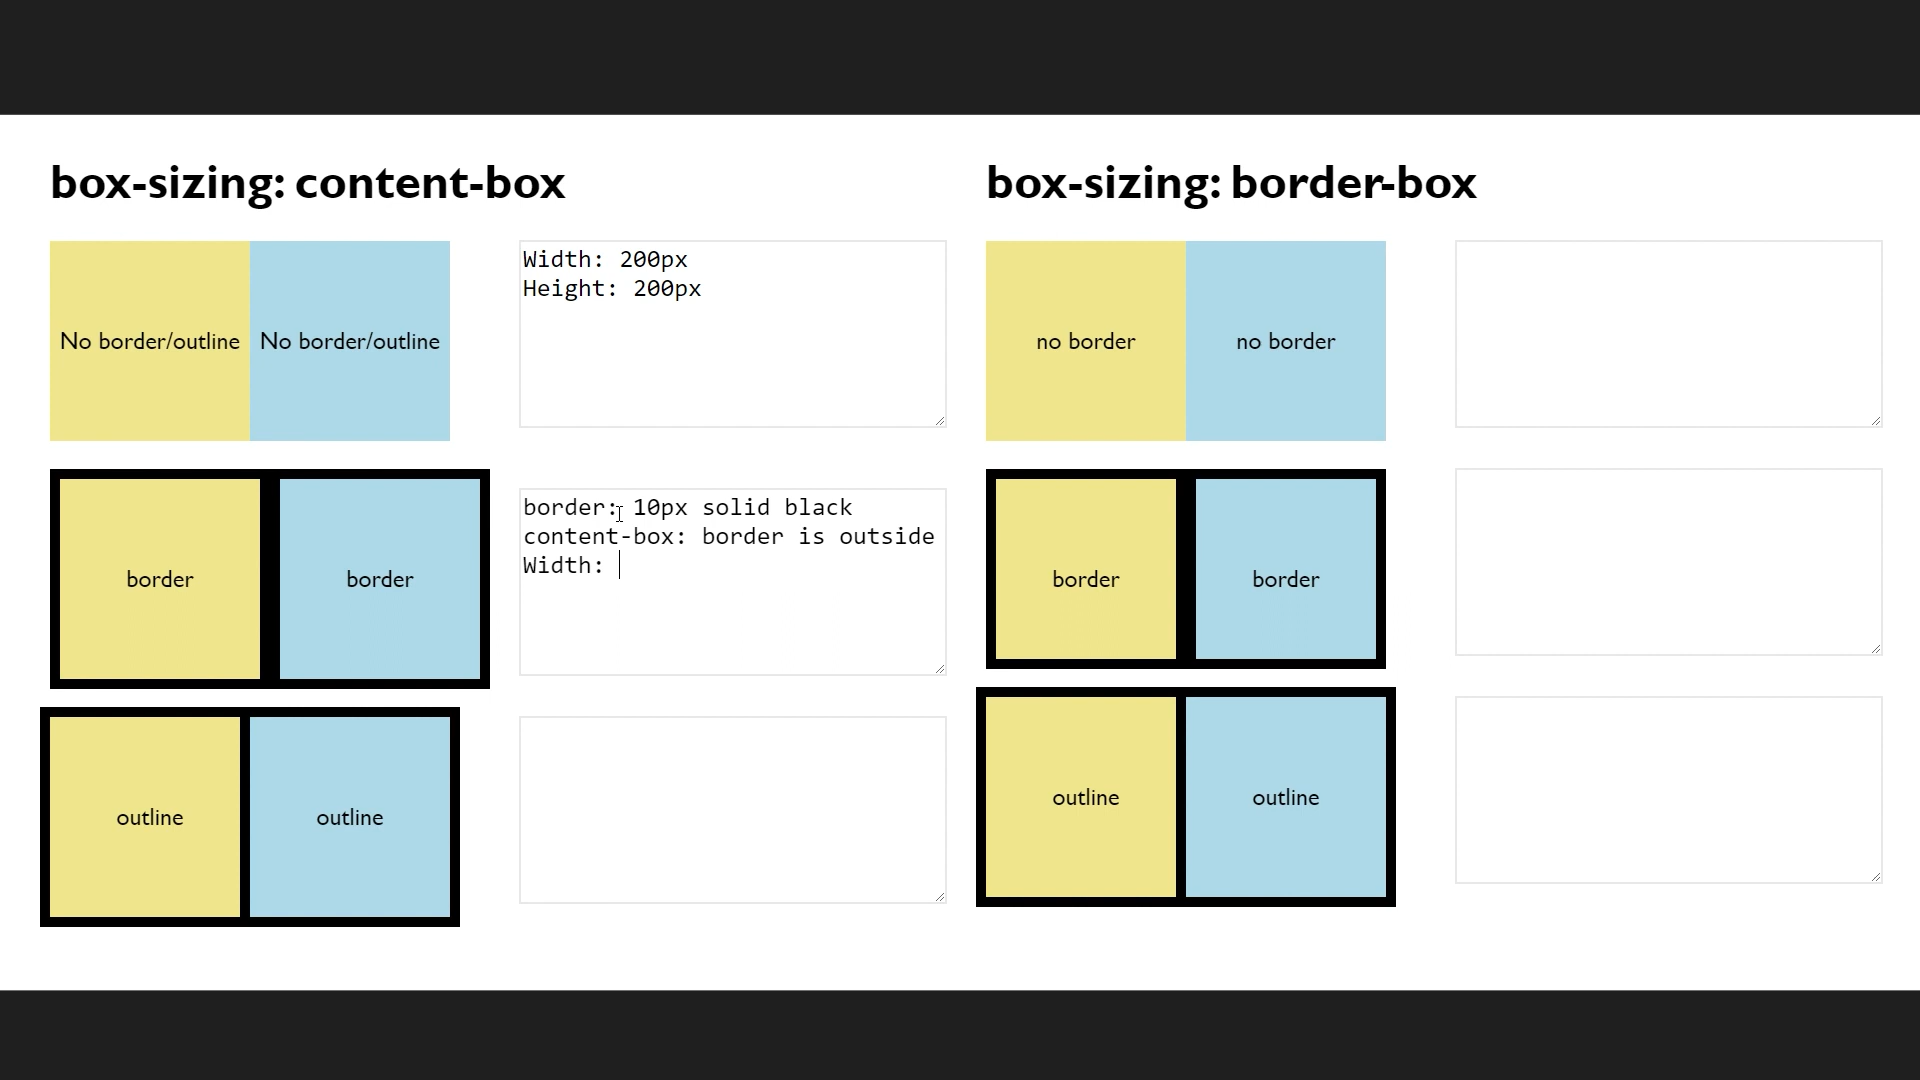 box-sizing: content-box
No border/outline
No border/outline
Width: 200px
Height: 200px
border
border
border: 10px solid black
content-box: border is outside
Width:
outline
outline
box-sizing: border-box
no border
no border
border
border
outline
outline